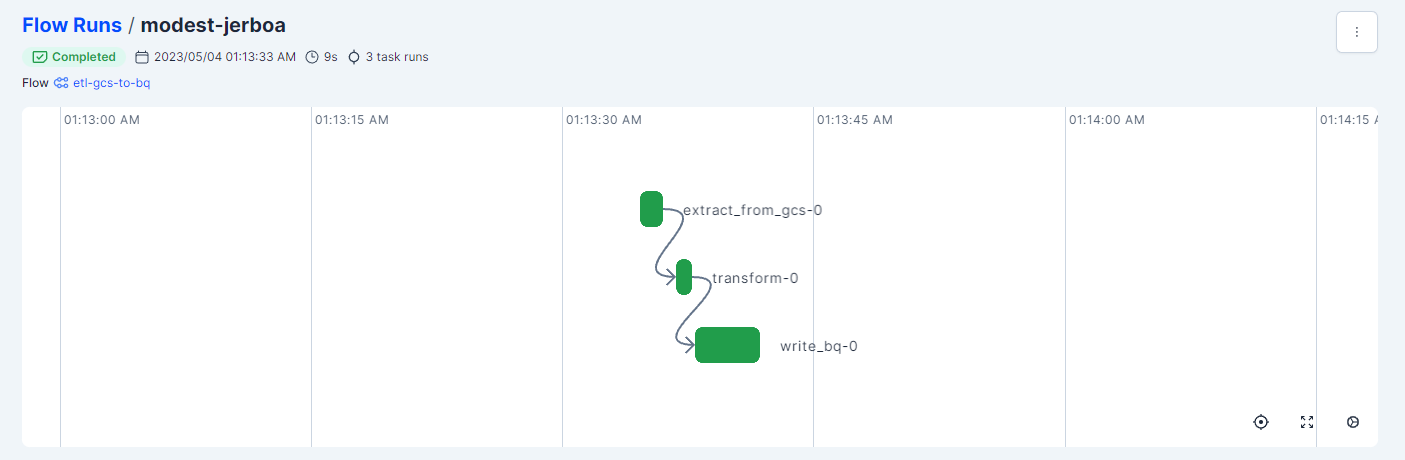 Flow Runs / modest-jerboa
Completed 2023/05/04 01:13:33 AM 9s 3 task runs
Flow etl-gcs-to-bq
01:13:00 AM 01:13:15 AM 01:13:30 AM 01:13:45 AM 01:14:00 AM 01:14:15 A
extract_from_gcs-0
transform-0
write_bq-0